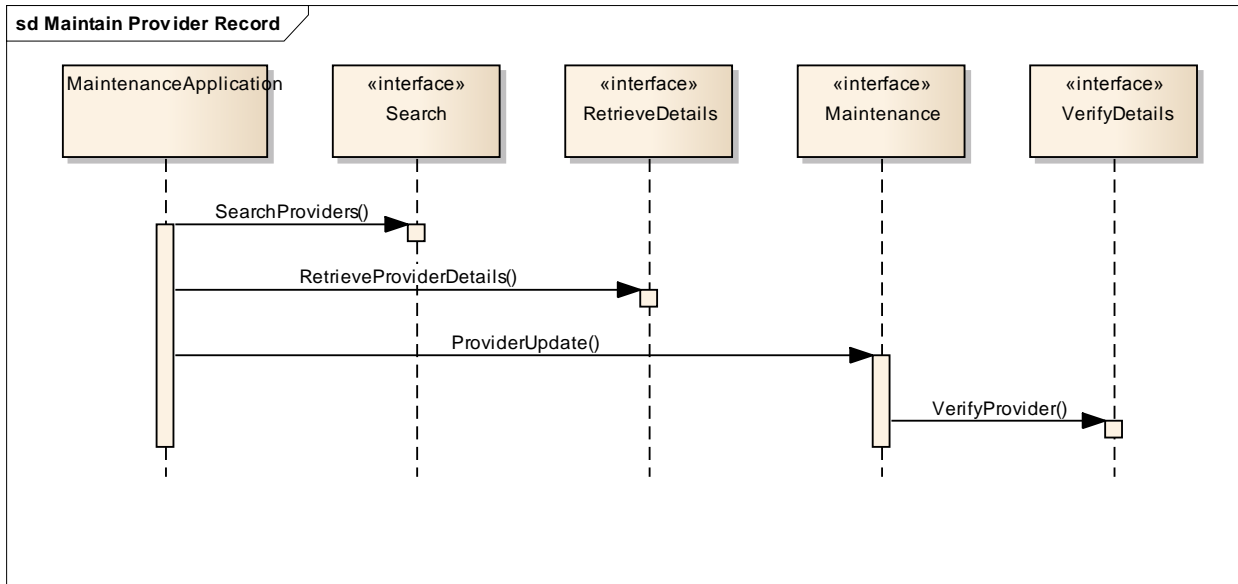 sd Maintain Provider Record
MaintenanceApplication
«interface»
Search
«interface»
RetrieveDetails
«interface»
Maintenance
«interface»
VerifyDetails
SearchProviders()
RetrieveProviderDetails()
ProviderUpdate()
VerifyProvider()